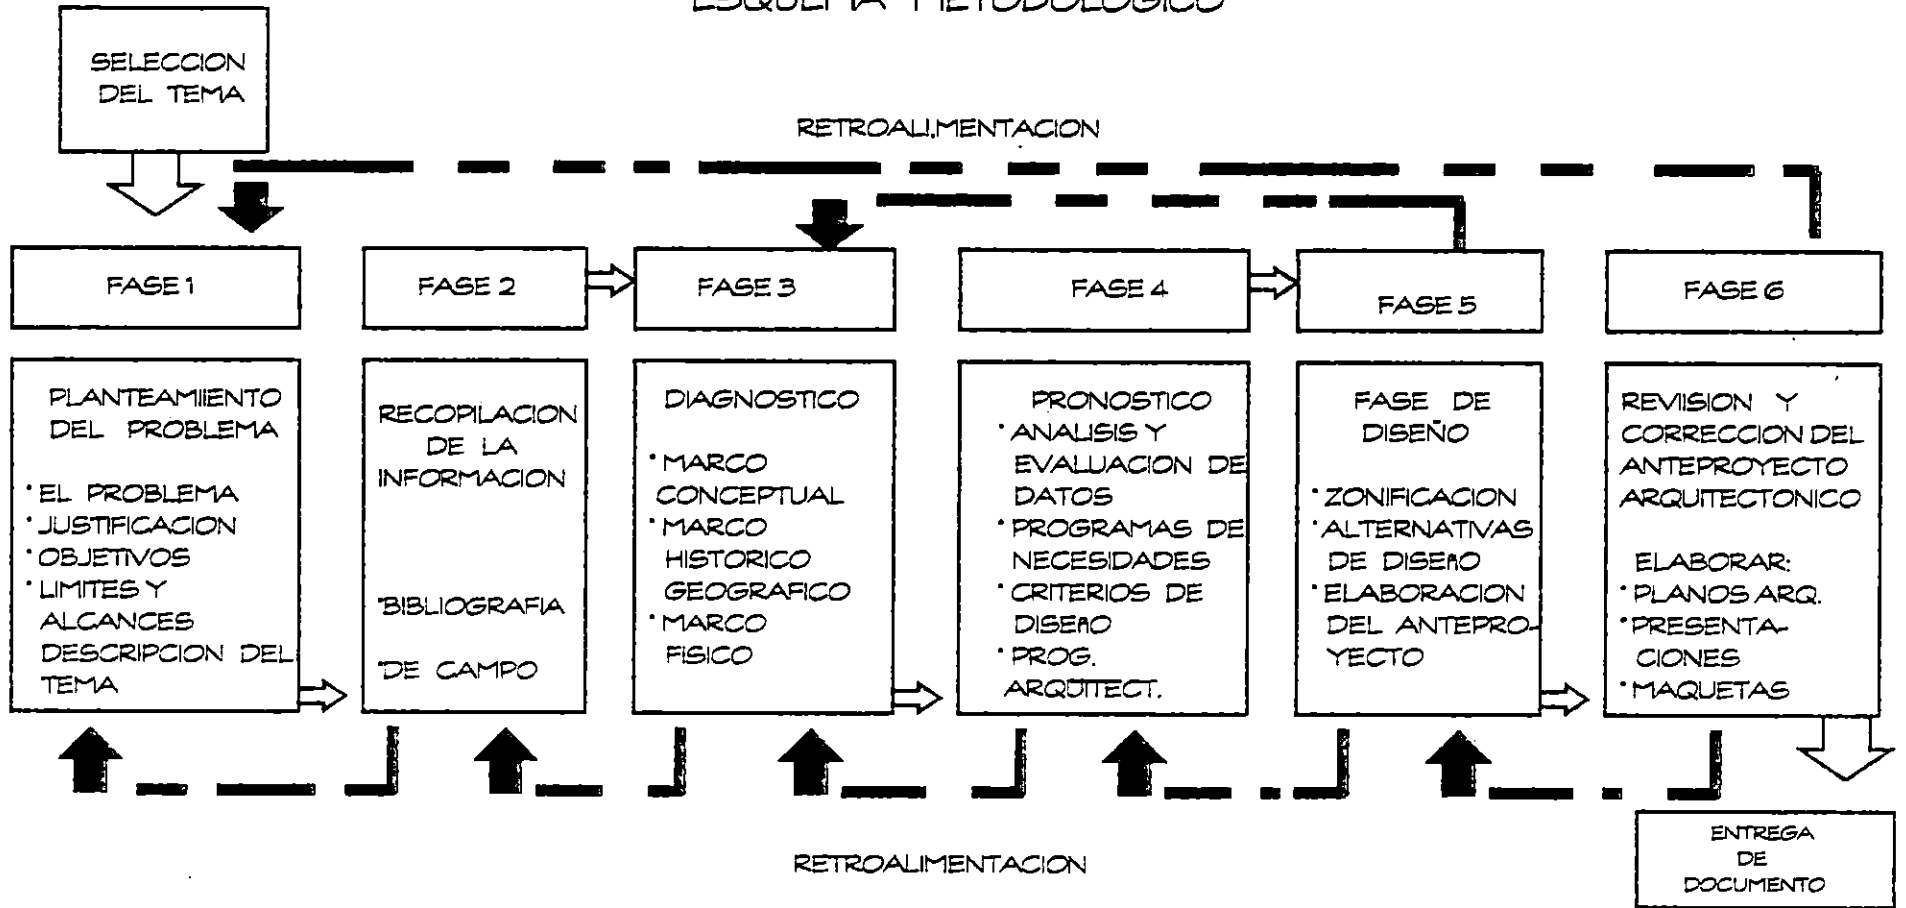 ESQUEMA METODOLOGICO
SELECCION
DEL TEMA
RETROALIMENTACION
FASE 1
FASE 2
FASE 3
FASE 4
FASE 5
FASE 6
PLANTEAMIENTO
DEL PROBLEMA
• EL PROBLEMA
• JUSTIFICACION
• OBJETIVOS
• LIMITES Y
ALCANCES
DESCRIPCION DEL
TEMA
RECOPILACION
DE LA
INFORMACION
• BIBLIOGRAFIA
• DE CAMPO
DIAGNOSTICO
• MARCO
CONCEPTUAL
• MARCO
HISTORICO
GEOGRAFICO
• MARCO
FISICO
PRONOSTICO
• ANALISIS Y
EVALUACION DE
DATOS
• PROGRAMAS DE
NECESIDADES
• CRITERIOS DE
DISEÑO
• PROG.
ARQUITECT.
FASE DE
DISEÑO
• ZONIFICACION
• ALTERNATIVAS
DE DISEÑO
• ELABORACION
DEL ANTEPRO-
YECTO
REVISION Y
CORRECCION DEL
ANTEPROYECTO
ARQUITECTONICO
ELABORAR:
• PLANOS ARQ.
• PRESENTA-
CIONES
• MAQUETAS
RETROALIMENTACION
ENTREGA
DE
DOCUMENTO